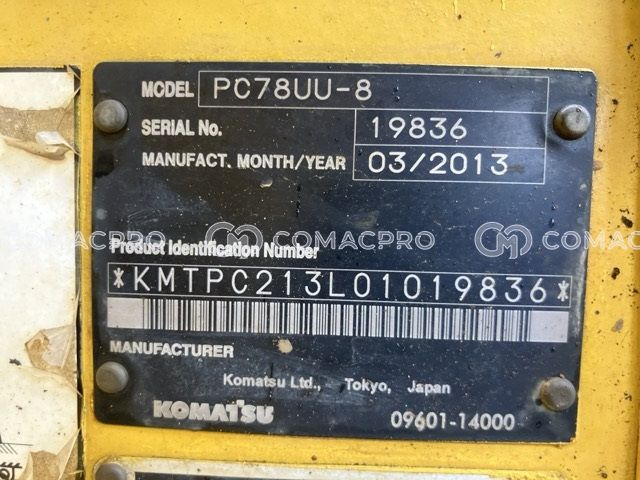 MODEL PC78UU-8
SERIAL No. 19836
MANUFACT. MONTH/YEAR 03/2013
COMACPRO COMACPRO COMACPRO
Product Identification Number
*KMTPC213L01019836*
MANUFACTURER
Komatsu Ltd., Tokyo, Japan
KOMATSU 09601-14000